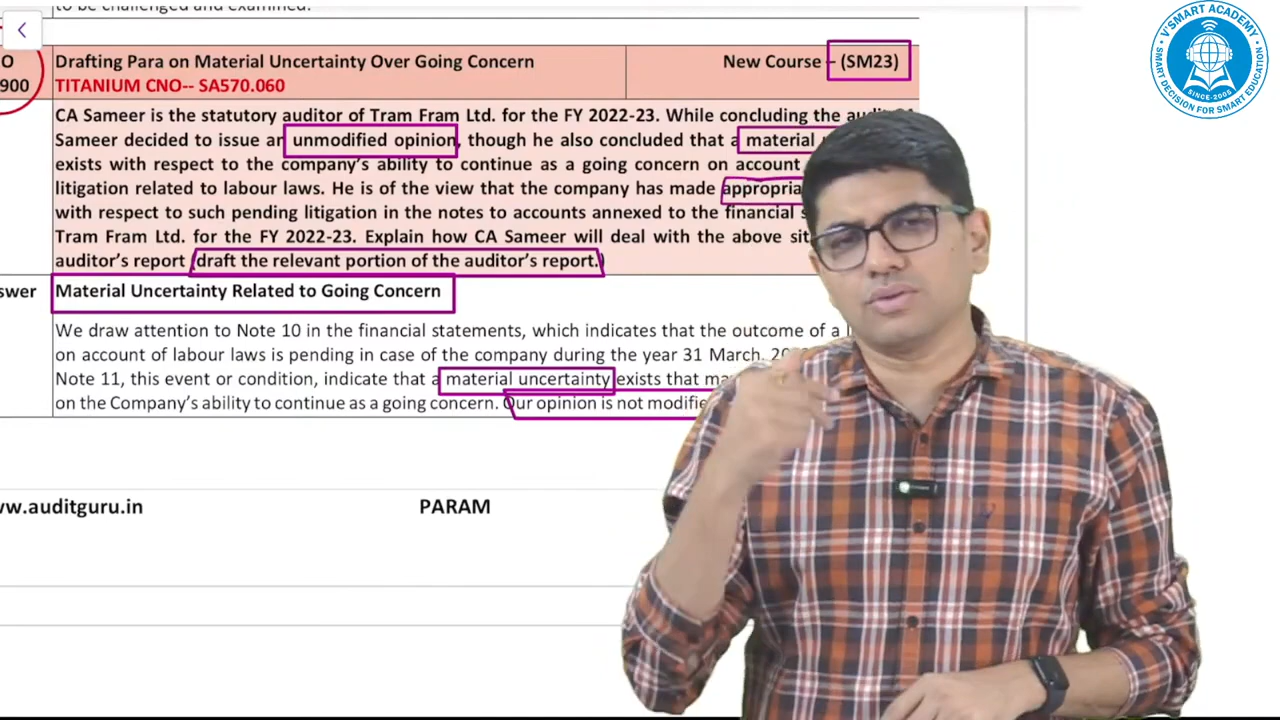 to be challenged and examined.
V'SMART ACADEMY
SMART DECISION FOR SMART EDUCATION
SINCE-2005
O
900
Drafting Para on Material Uncertainty Over Going Concern
New Course – (SM23)
TITANIUM CNO-- SA570.060
CA Sameer is the statutory auditor of Tram Fram Ltd. for the FY 2022-23. While concluding the
Sameer decided to issue an unmodified opinion, though he also concluded that a material
exists with respect to the company's ability to continue as a going concern on account
litigation related to labour laws. He is of the view that the company has made
with respect to such pending litigation in the notes to accounts annexed to the financial
Tram Fram Ltd. for the FY 2022-23. Explain how CA Sameer will deal with the above
auditor's report (draft the relevant portion of the auditor's report.)
swer
Material Uncertainty Related to Going Concern
We draw attention to Note 10 in the financial statements, which indicates that the outcome of a
on account of labour laws is pending in case of the company during the year 31 March,
Note 11, this event or condition, indicate that a material uncertainty exists that
on the Company's ability to continue as a going concern. Our opinion is not
ww.auditguru.in
PARAM